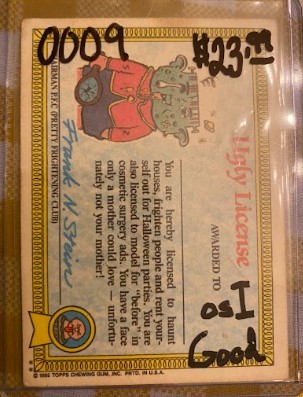 0009
$23.99
Ugly License
AWARDED TO
You are hereby licensed to haunt
houses, frighten people and rent your-
self out for Halloween parties. You are
also licensed to model for "before" in
cosmetic surgery ads. You have a face
only a mother could love — unfortu-
nately not your mother!
Frank N. Stein
CHAIRMAN P.F.C (PRETTY FRIGHTENING CLUB)
osI
Good
© 1986 TOPPS CHEWING GUM, INC. PRTD. IN U.S.A.